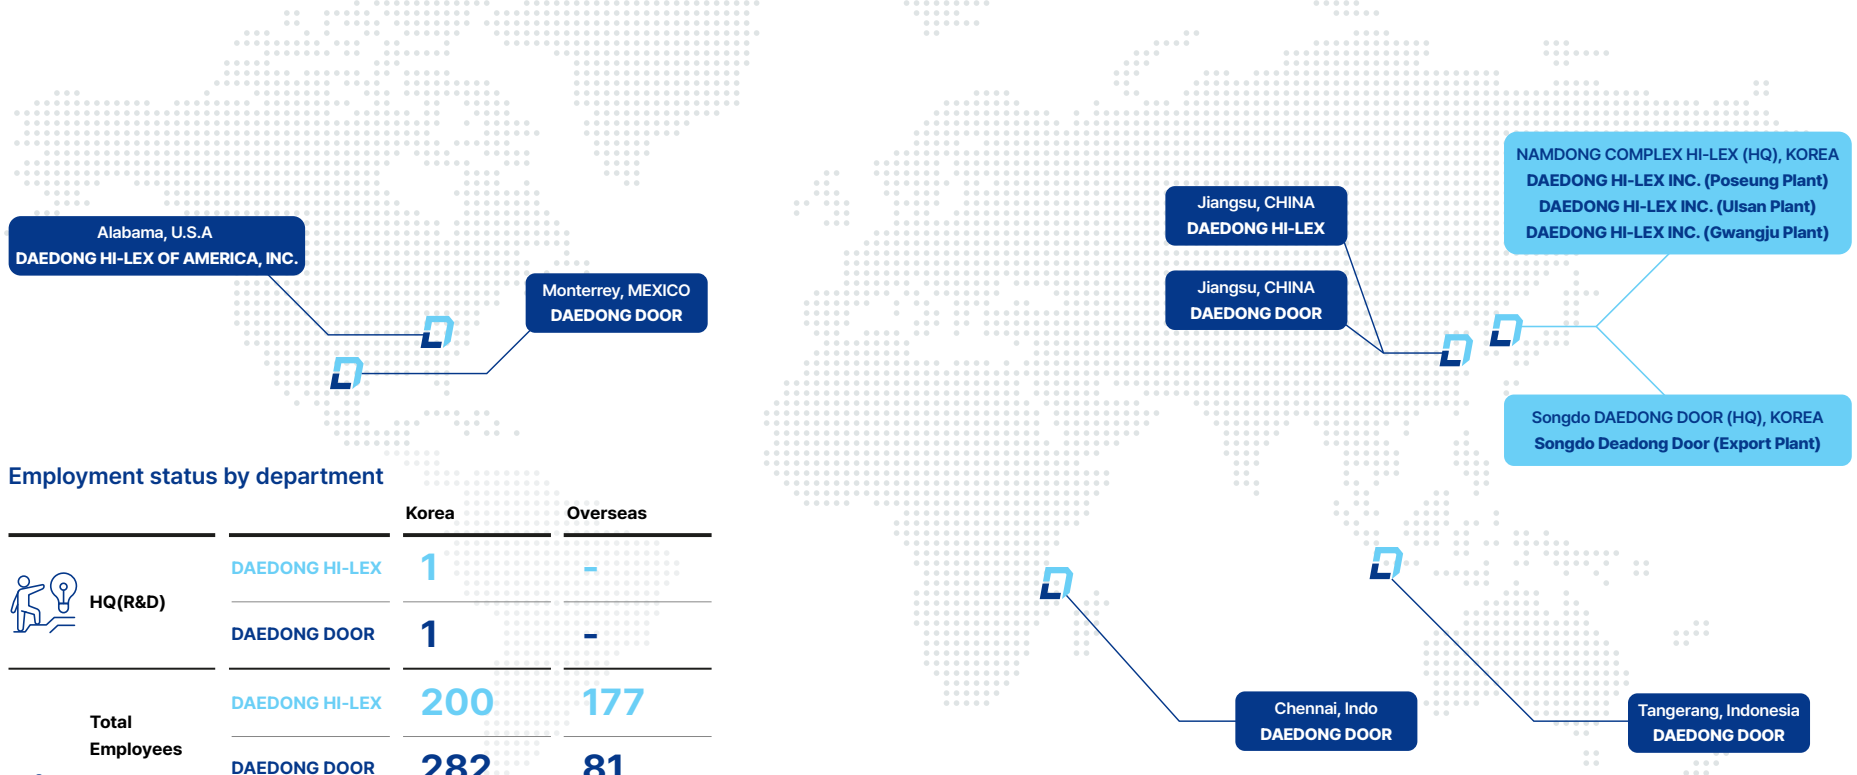 Alabama, U.S.A
DAEDONG HI-LEX OF AMERICA, INC.
Monterrey, MEXICO
DAEDONG DOOR
Jiangsu, CHINA
DAEDONG HI-LEX
Jiangsu, CHINA
DAEDONG DOOR
NAMDONG COMPLEX HI-LEX (HQ), KOREA
DAEDONG HI-LEX INC. (Poseung Plant)
DAEDONG HI-LEX INC. (Ulsan Plant)
DAEDONG HI-LEX INC. (Gwangju Plant)
Songdo DAEDONG DOOR (HQ), KOREA
Songdo Deadong Door (Export Plant)
Chennai, Indo
DAEDONG DOOR
Tangerang, Indonesia
DAEDONG DOOR
Employment status by department
Korea Overseas
HQ(R&D)
DAEDONG HI-LEX 1 -
DAEDONG DOOR 1 -
Total
Employees
DAEDONG HI-LEX 200 177
DAEDONG DOOR 282 81